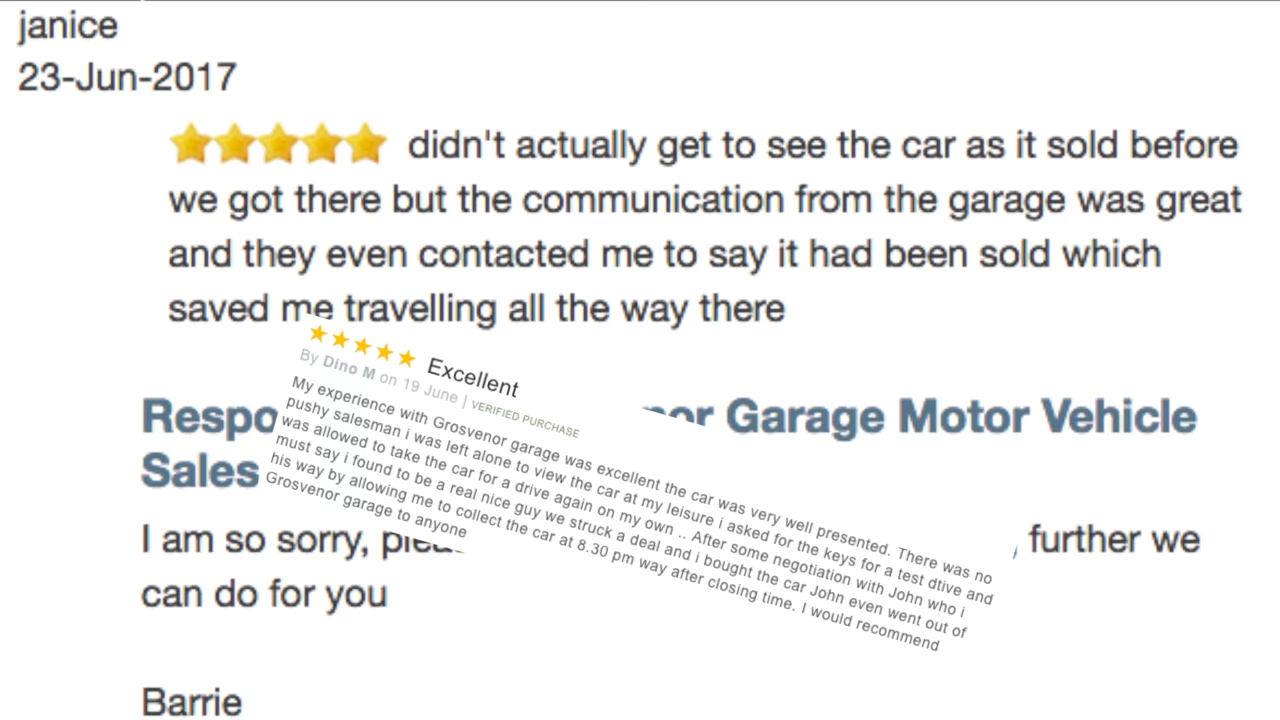 janice
23-Jun-2017
didn't actually get to see the car as it sold before
we got there but the communication from the garage was great
and they even contacted me to say it had been sold which
saved me travelling all the way there
Excellent
By Dino M on 19 June | VERIFIED PURCHASE
My experience with Grosvenor garage was excellent the car was very well presented. There was no
pushy salesman i was left alone to view the car at my leisure i asked for the keys for a test dtive and
was allowed to take the car for a drive again on my own .. After some negotiation with John who i
must say i found to be a real nice guy we struck a deal and i bought the car John even went out of
his way by allowing me to collect the car at 8.30 pm way after closing time. I would recommend
Grosvenor garage to anyone
Garage Motor Vehicle
Sales
I am so sorry, further we
can do for you
Barrie